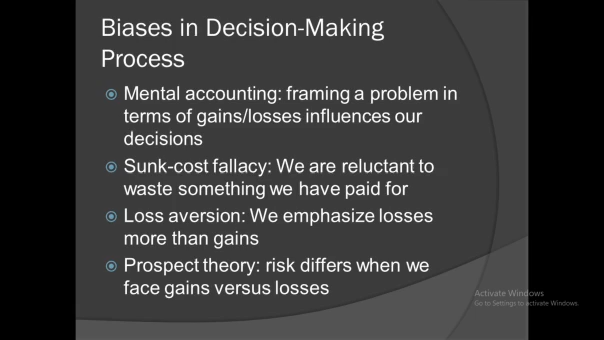 Biases in Decision-Making
Process
Mental accounting: framing a problem in
terms of gains/losses influences our
decisions
Sunk-cost fallacy: We are reluctant to
waste something we have paid for
Loss aversion: We emphasize losses
more than gains
Prospect theory: risk differs when we
face gains versus losses
Activate Windows
Go to Settings to activate Windows.